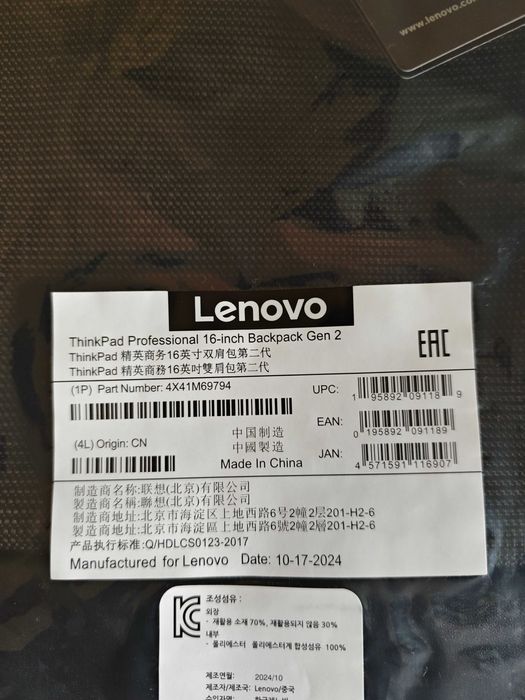 www.lenovo.com
Lenovo
ThinkPad Professional 16-inch Backpack Gen 2
ThinkPad 精英商务16英寸双肩包第二代
ThinkPad 精英商務16英吋雙肩包第二代
EAC
(1P) Part Number: 4X41M69794
UPC: 1 95892 09118 9
EAN: 0 195892 091189
(4L) Origin: CN
中国制造
中國製造
Made In China
JAN: 4 571591 116907
制造商名称:联想(北京)有限公司
製造商名稱:聯想(北京)有限公司
制造商地址:北京市海淀区上地西路6号2幢2层201-H2-6
製造商地址:北京市海淀區上地西路6號2幢2層201-H2-6
产品执行标准:Q/HDLCS0123-2017
Manufactured for Lenovo Date: 10-17-2024
조성섬유 :
외장
- 재활용 소재 70%, 재활용되지 않음 30%
내부
- 폴리에스터 폴리에스터계 합성섬유 100%
제조연월: 2024/10
제조자/제조국: Lenovo/중국